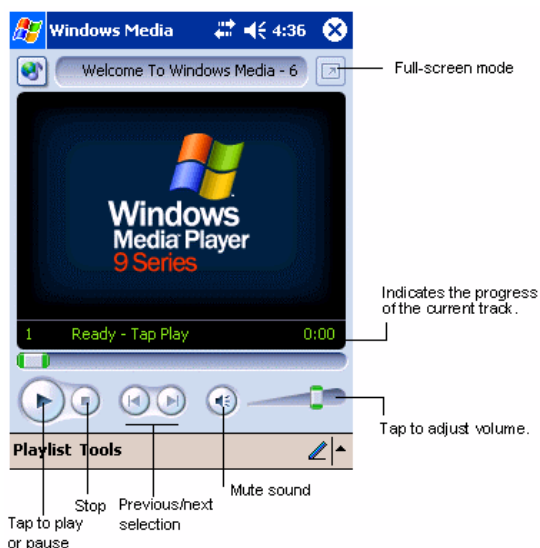 Windows Media 4:36
Welcome To Windows Media - 6
Full-screen mode
Windows
Media Player
9 Series
Indicates the progress
of the current track.
1 Ready - Tap Play 0:00
Tap to adjust volume.
Playlist Tools
Mute sound
Stop
Previous/next
selection
Tap to play
or pause